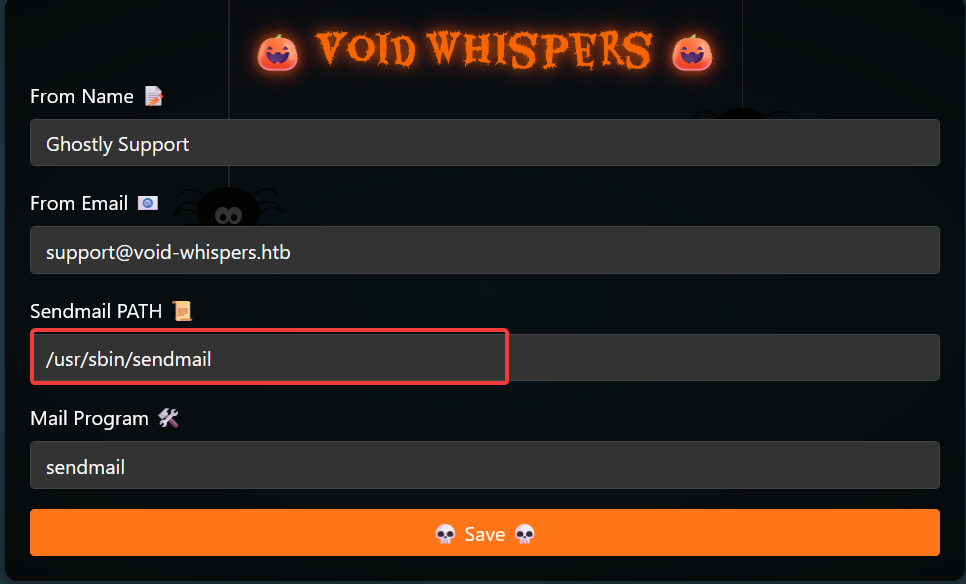 VOID WHISPERS
From Name
Ghostly Support
From Email
support@void-whispers.htb
Sendmail PATH
/usr/sbin/sendmail
Mail Program
sendmail
Save